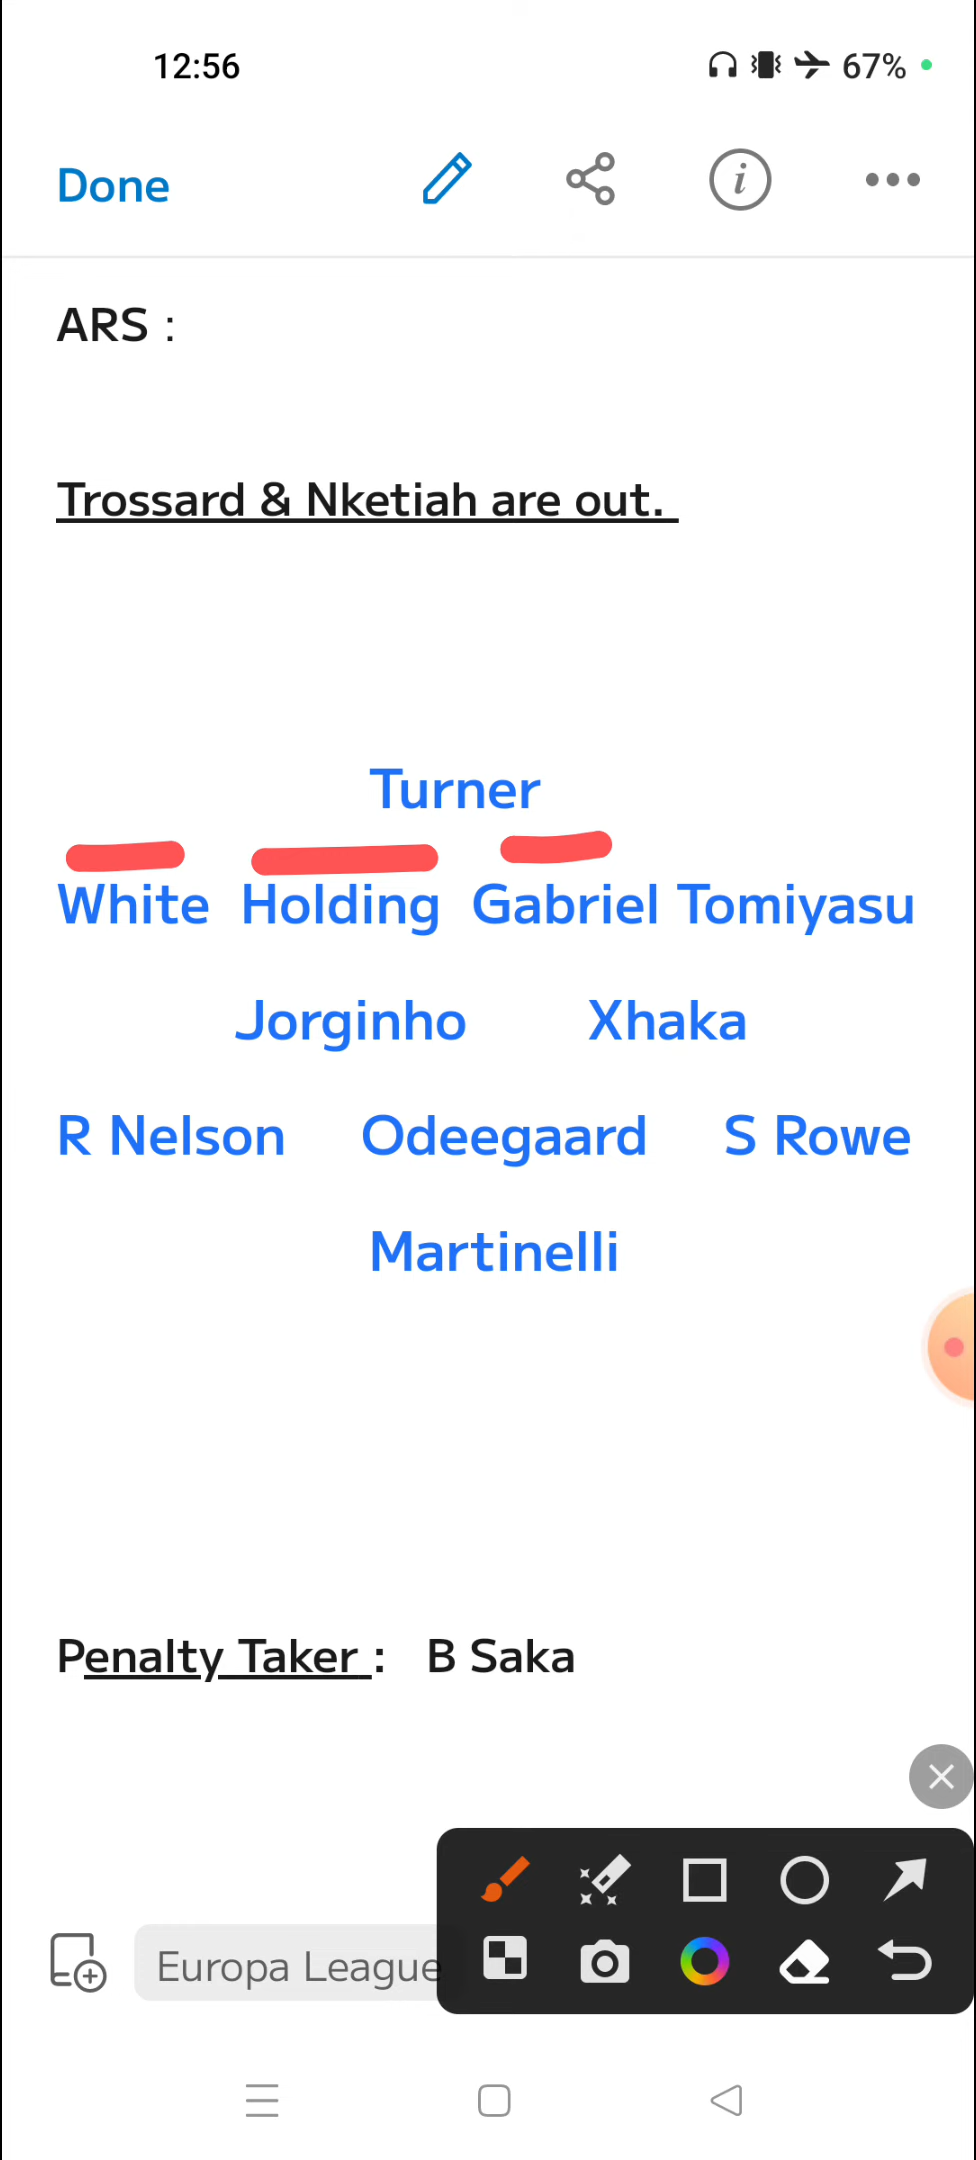 12:56
67%
Done
ARS :
Trossard & Nketiah are out.
Turner
White Holding Gabriel Tomiyasu
Jorginho Xhaka
R Nelson Odeegaard S Rowe
Martinelli
Penalty Taker : B Saka
Europa League